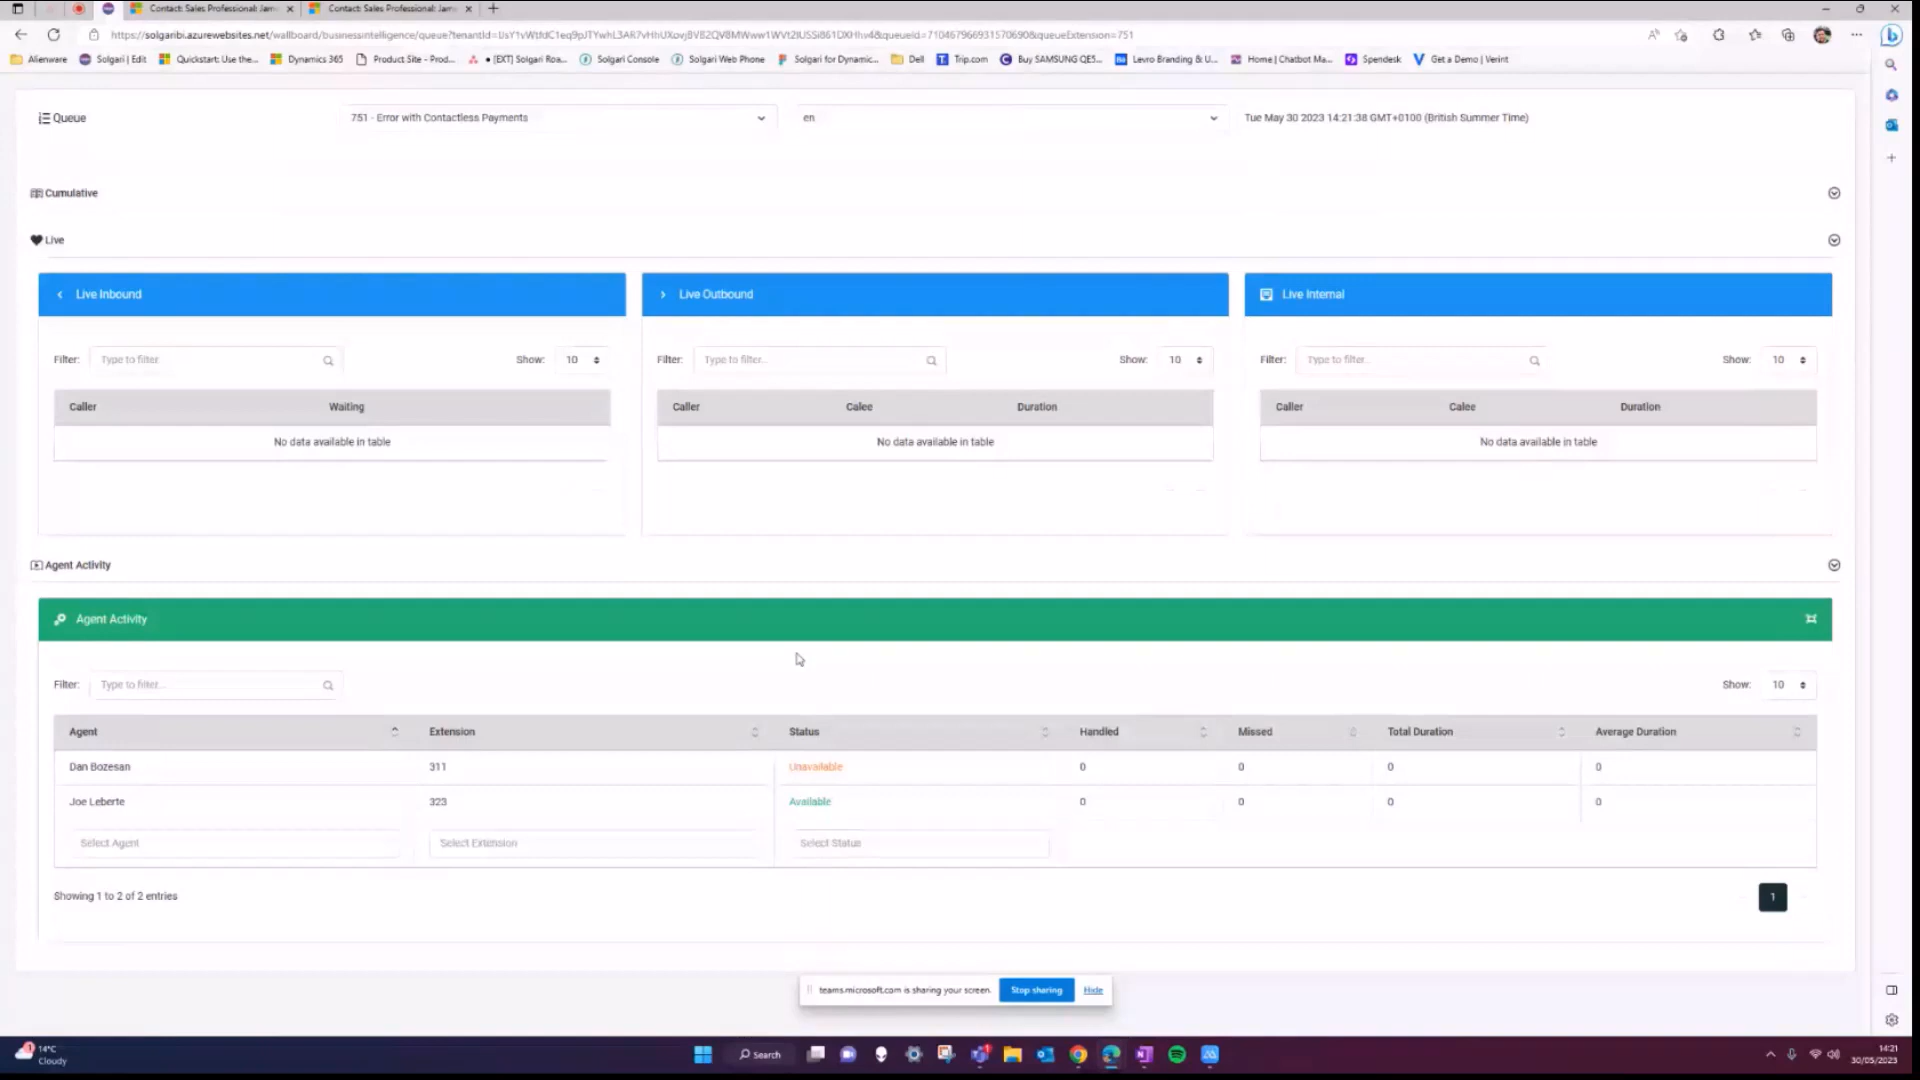 Contact: Sales Professional: Jam
Contact: Sales Professional: Jam
Alienware
Solgari | Edit
Quickstart: Use the...
Dynamics 365
Product Site - Prod...
• [EXT] Solgari Roa...
Solgari Console
Solgari Web Phone
Solgari for Dynamic...
Dell
Trip.com
Buy SAMSUNG QE5...
Levro Branding & U...
Home | Chatbot Ma...
Spendesk
Get a Demo | Verint
Queue
751 - Error with Contactless Payments
en
Tue May 30 2023 14:21:38 GMT+0100 (British Summer Time)
Cumulative
Live
Live Inbound
Live Outbound
Live Internal
Filter: Type to filter Show: 10
Filter: Type to filter... Show: 10
Filter: Type to filter... Show: 10
Caller Waiting
No data available in table
Caller Calee Duration
No data available in table
Caller Calee Duration
No data available in table
Agent Activity
Agent Activity
Filter: Type to filter... Show: 10
Agent Extension Status Handled Missed Total Duration Average Duration
Dan Bozesan 311 Unavailable 0 0 0 0
Joe Leberte 323 Available 0 0 0 0
Select Agent Select Extension Select Status
Showing 1 to 2 of 2 entries
1
teams.microsoft.com is sharing your screen. Stop sharing Hide
1
14°C
Cloudy
Search
14:21
30/05/2023